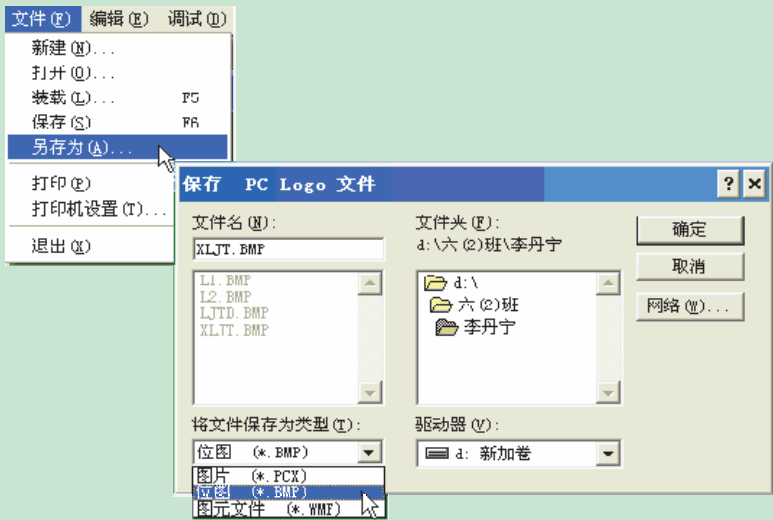 文件(F) 编辑(E) 调试(D)
新建(N)...
打开(O)...
装载(L)... F5
保存(S) F6
另存为(A)...
打印(P)
打印机设置(T)...
退出(X)
保存 PC Logo 文件
文件名(N):
XLJT.BMP
L1.BMP
L2.BMP
LJTD.BMP
XLJT.BMP
将文件保存为类型(T):
位图 (*.BMP)
图片 (*.PCX)
位图 (*.BMP)
图元文件 (*.WMF)
文件夹(F):
d:\六(2)班\李丹宁
d:\
六(2)班
李丹宁
驱动器(V):
d: 新加卷
确定
取消
网络(W)...